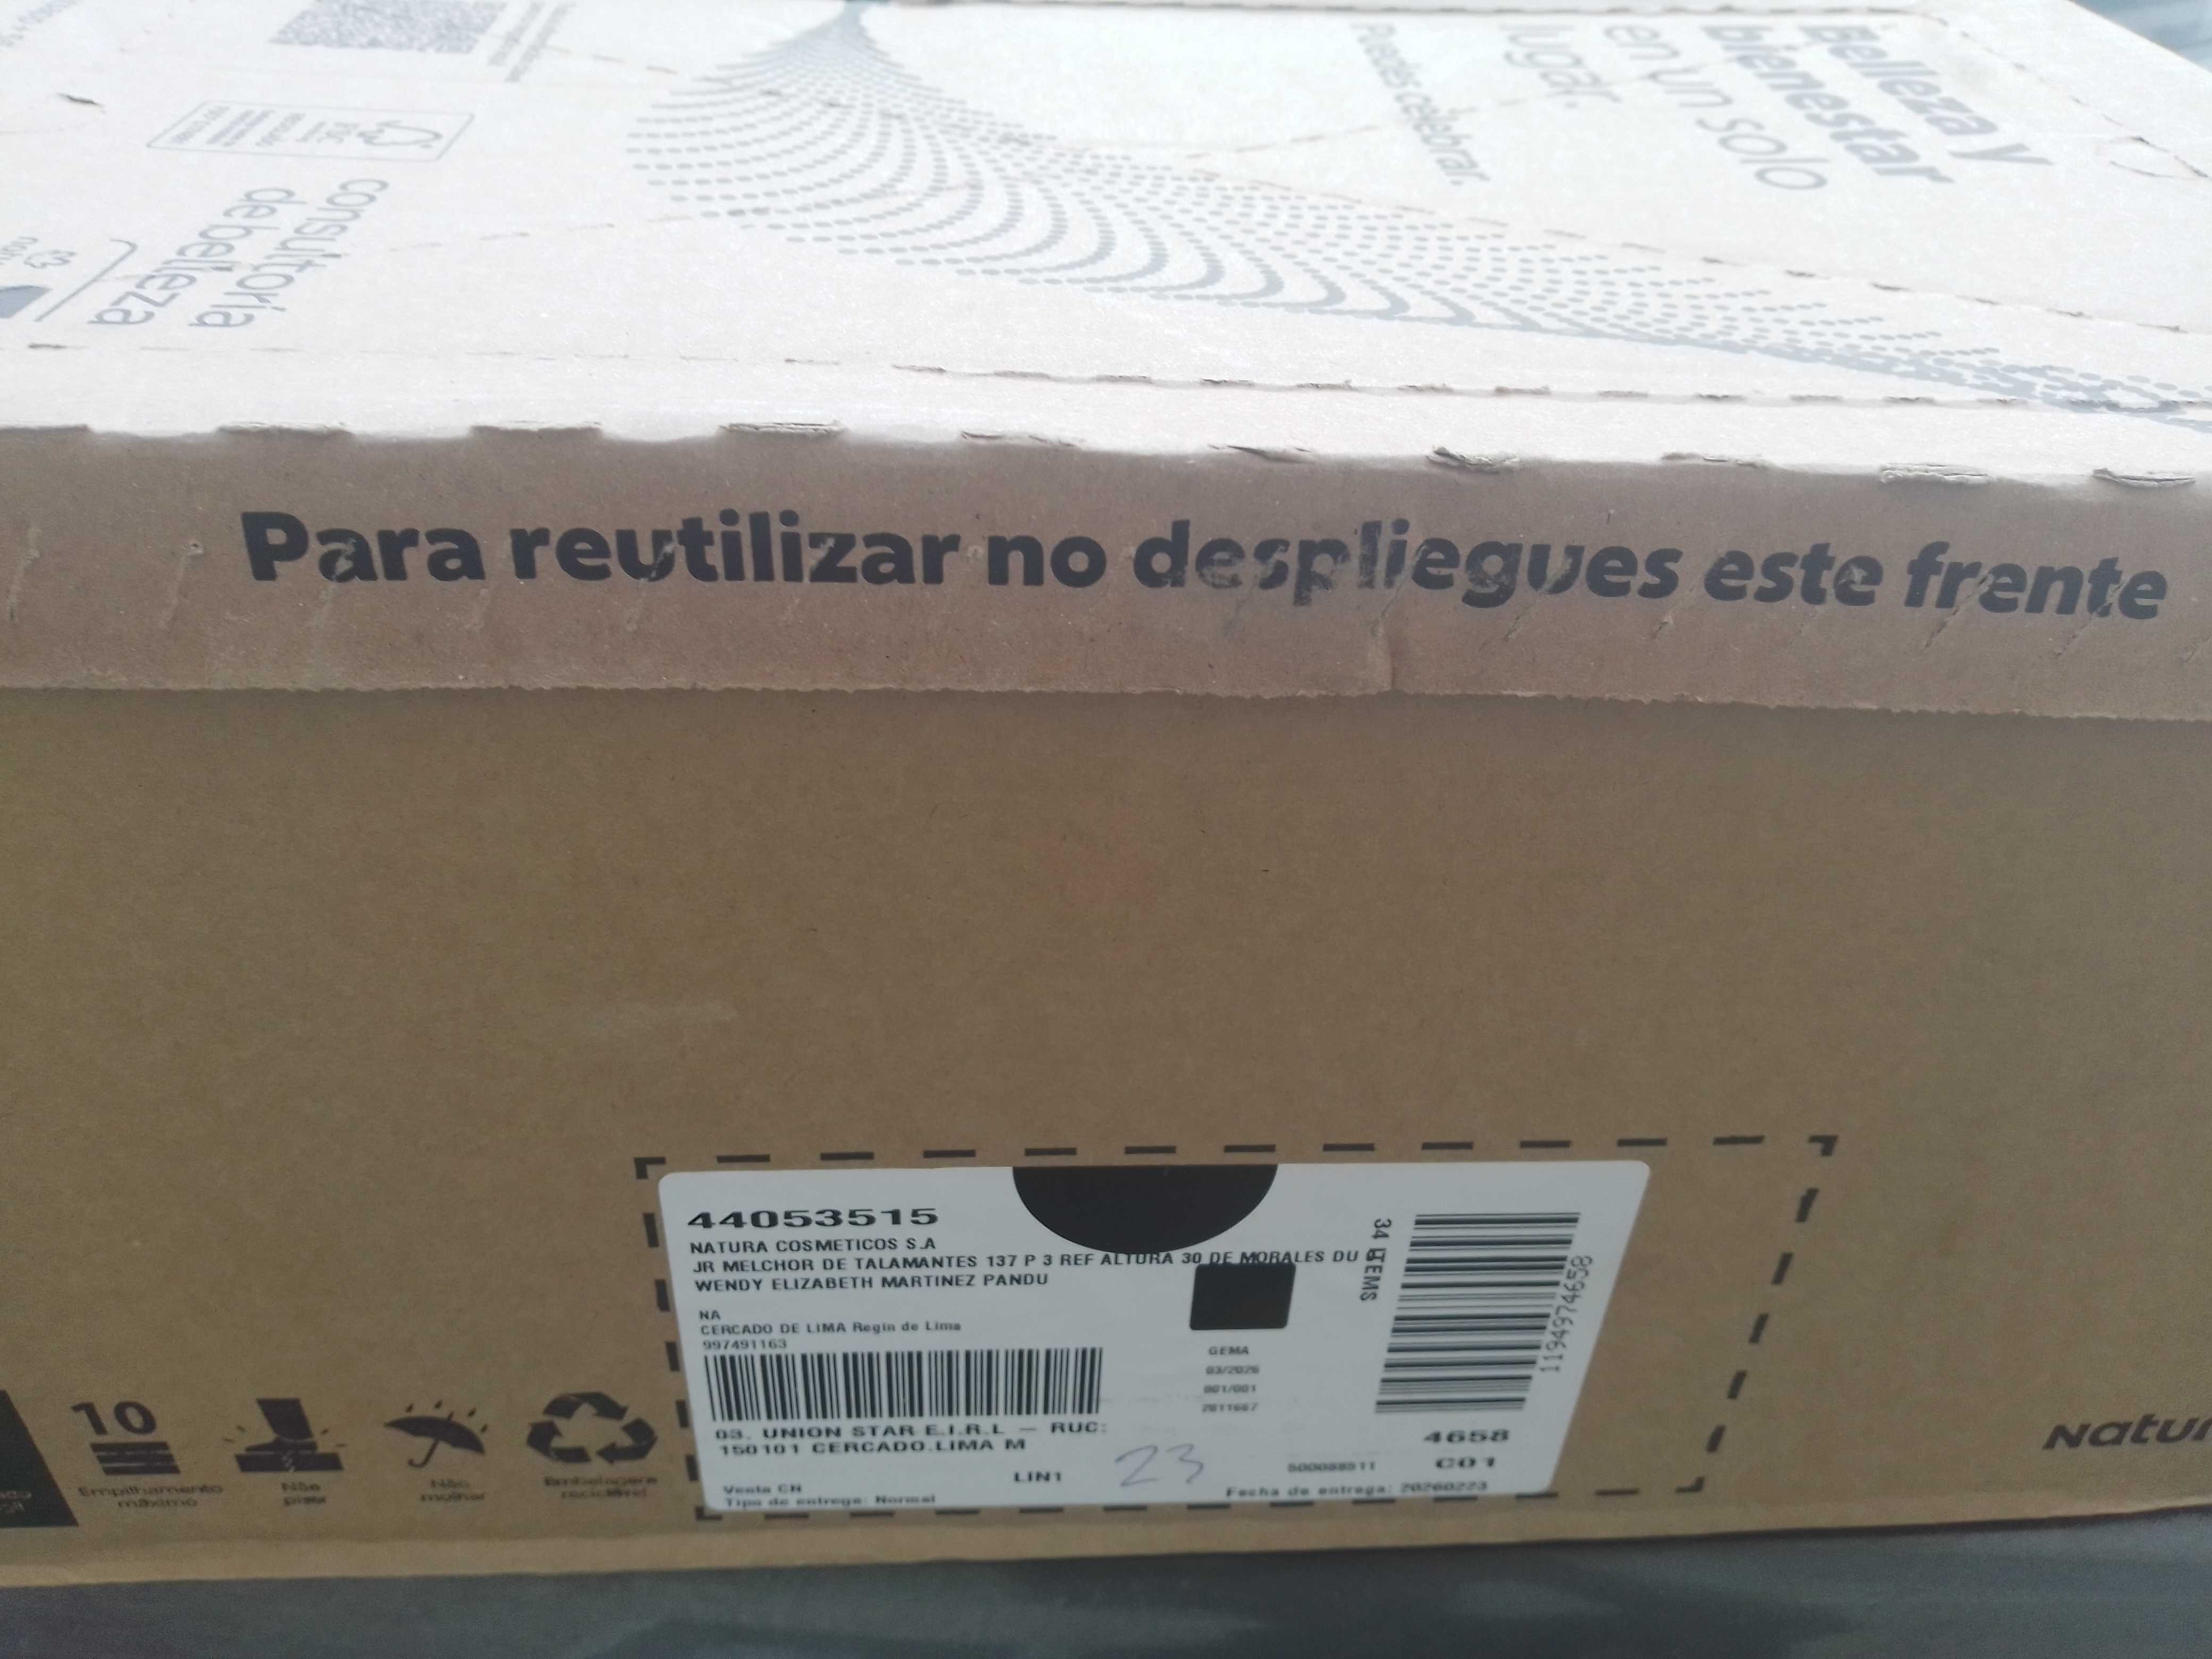 Belleza y
bienestar
en un solo
lugar.
Puedes celebrar.
consultoria
de belleza
Para reutilizar no despliegues este frente
44053515
NATURA COSMETICOS S.A
JR MELCHOR DE TALAMANTES 137 P 3 REF ALTURA 30 DE MORALES DU
WENDY ELIZABETH MARTINEZ PANDU
NA
CERCADO DE LIMA Regin de Lima
997491163
34 ITEMS
1194974658
GEMA
03/2026
001/001
2811667
03. UNION STAR E.I.R.L – RUC:
150101 CERCADO.LIMA M
LIN1
23
4658
C01
Venta CN
Tipo de entrega: Normal
Fecha de entrega: 20260223
10
Empilhamento
máximo
Não
pisar
Não
molhar
Embalagem
reciclável
Natur